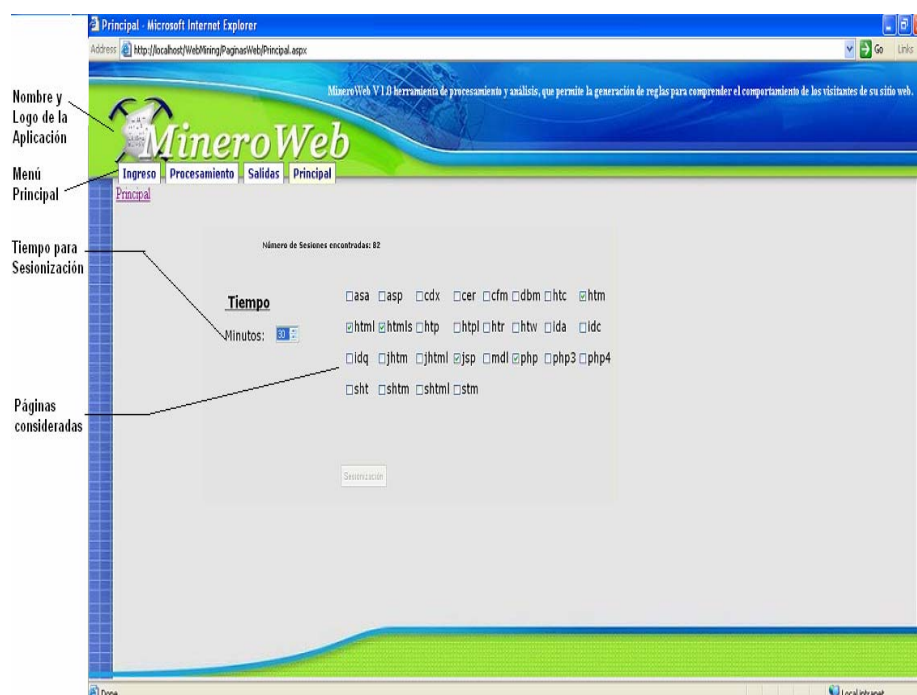 Principal - Microsoft Internet Explorer
Address http://localhost/WebMining/PaginasWeb/Principal.aspx Go Links
MineroWeb V 1.0 herramienta de procesamiento y análisis, que permite la generación de reglas para comprender el comportamiento de los visitantes de su sitio web.
Nombre y
Logo de la
Aplicación
MineroWeb
Menú
Principal
Ingreso Procesamiento Salidas Principal
Principal
Tiempo para
Sesionización
Número de Sesiones encontradas: 82
Tiempo
Minutos: 30
asa asp cdx cer cfm dbm htc htm
html htmls htp htpl htr htw ida idc
idq jhtm jhtml jsp mdl php php3 php4
sht shtm shtml stm
Páginas
consideradas
Sesionización
Done Local intranet